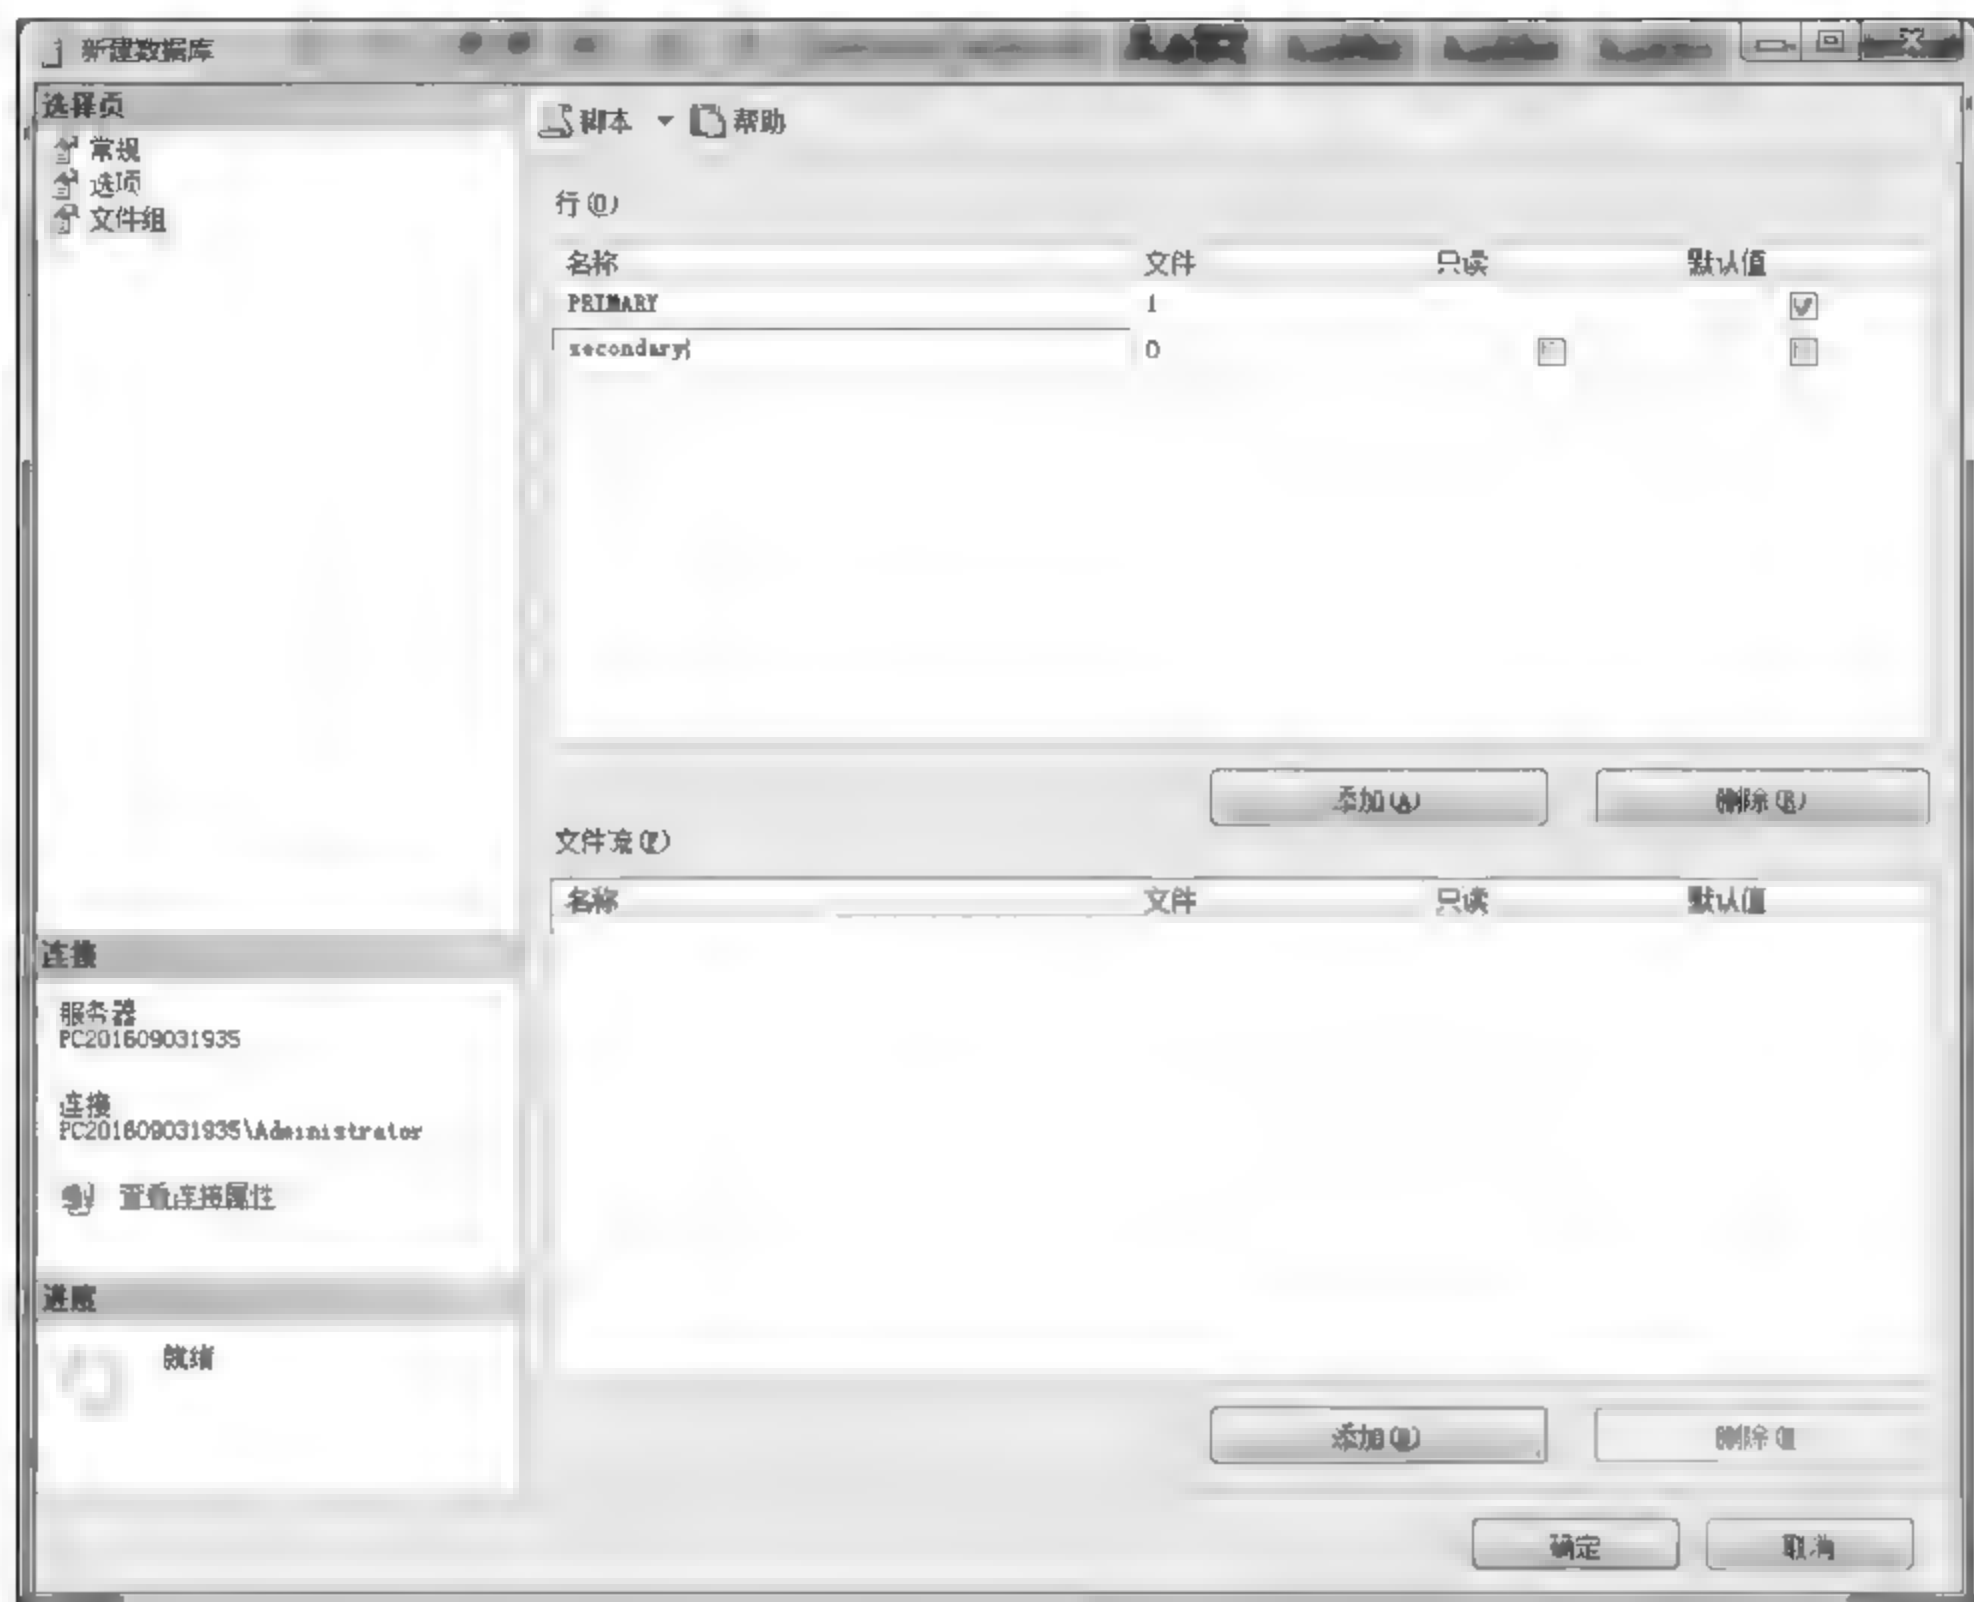 新建数据库
选择页
常规
选项
文件组
脚本 帮助
行(O)
名称 文件 只读 默认值
PRIMARY 1
secondary 0
添加(A) 删除(R)
文件流(F)
名称 文件 只读 默认值
连接
服务器
PC201609031935
连接
PC201609031935\Administrator
查看连接属性
进度
就绪
添加 删除
确定 取消